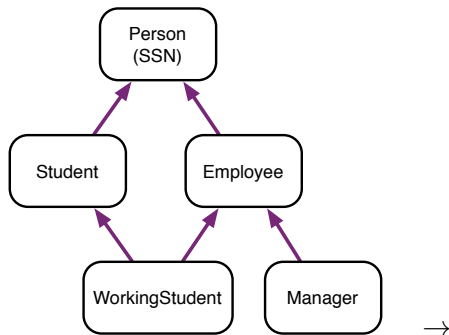 Person
(SSN)
Student
Employee
WorkingStudent
Manager
→